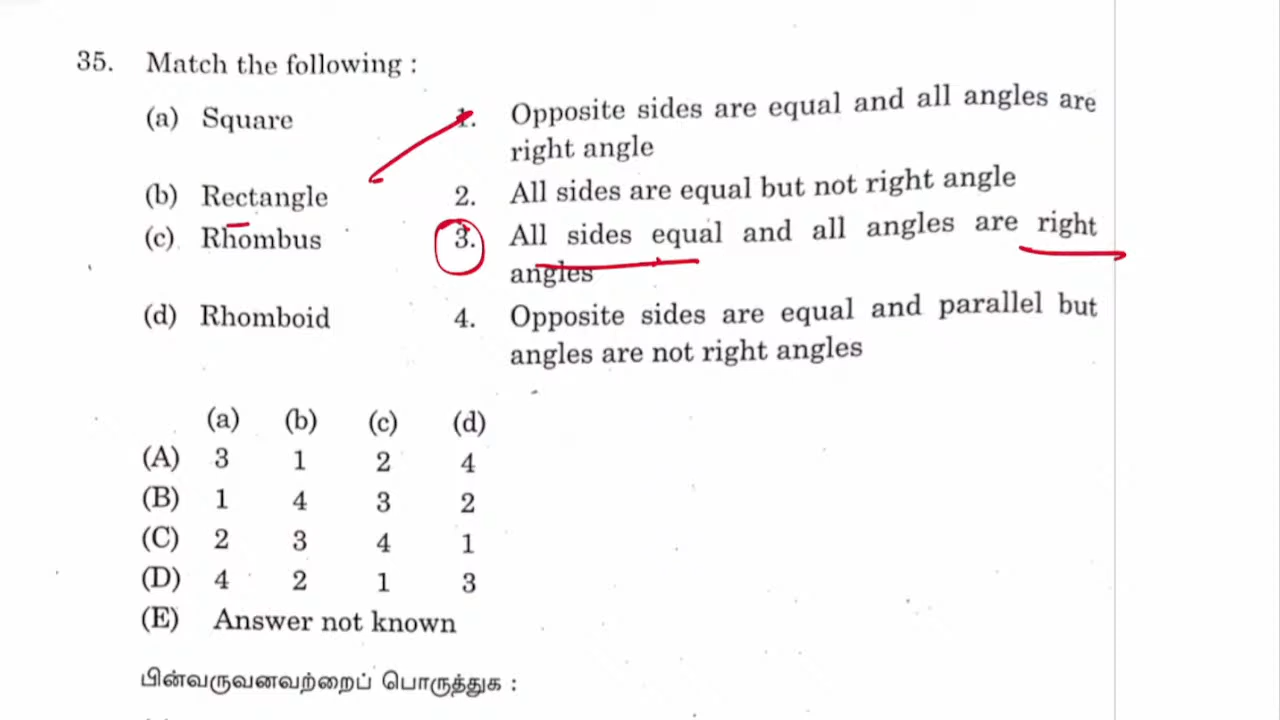 35. Match the following :
(a) Square 1. Opposite sides are equal and all angles are
right angle
(b) Rectangle 2. All sides are equal but not right angle
(c) Rhombus 3. All sides equal and all angles are right
angles
(d) Rhomboid 4. Opposite sides are equal and parallel but
angles are not right angles
(a) (b) (c) (d)
(A) 3 1 2 4
(B) 1 4 3 2
(C) 2 3 4 1
(D) 4 2 1 3
(E) Answer not known
பின்வருவனவற்றைப் பொருத்துக :